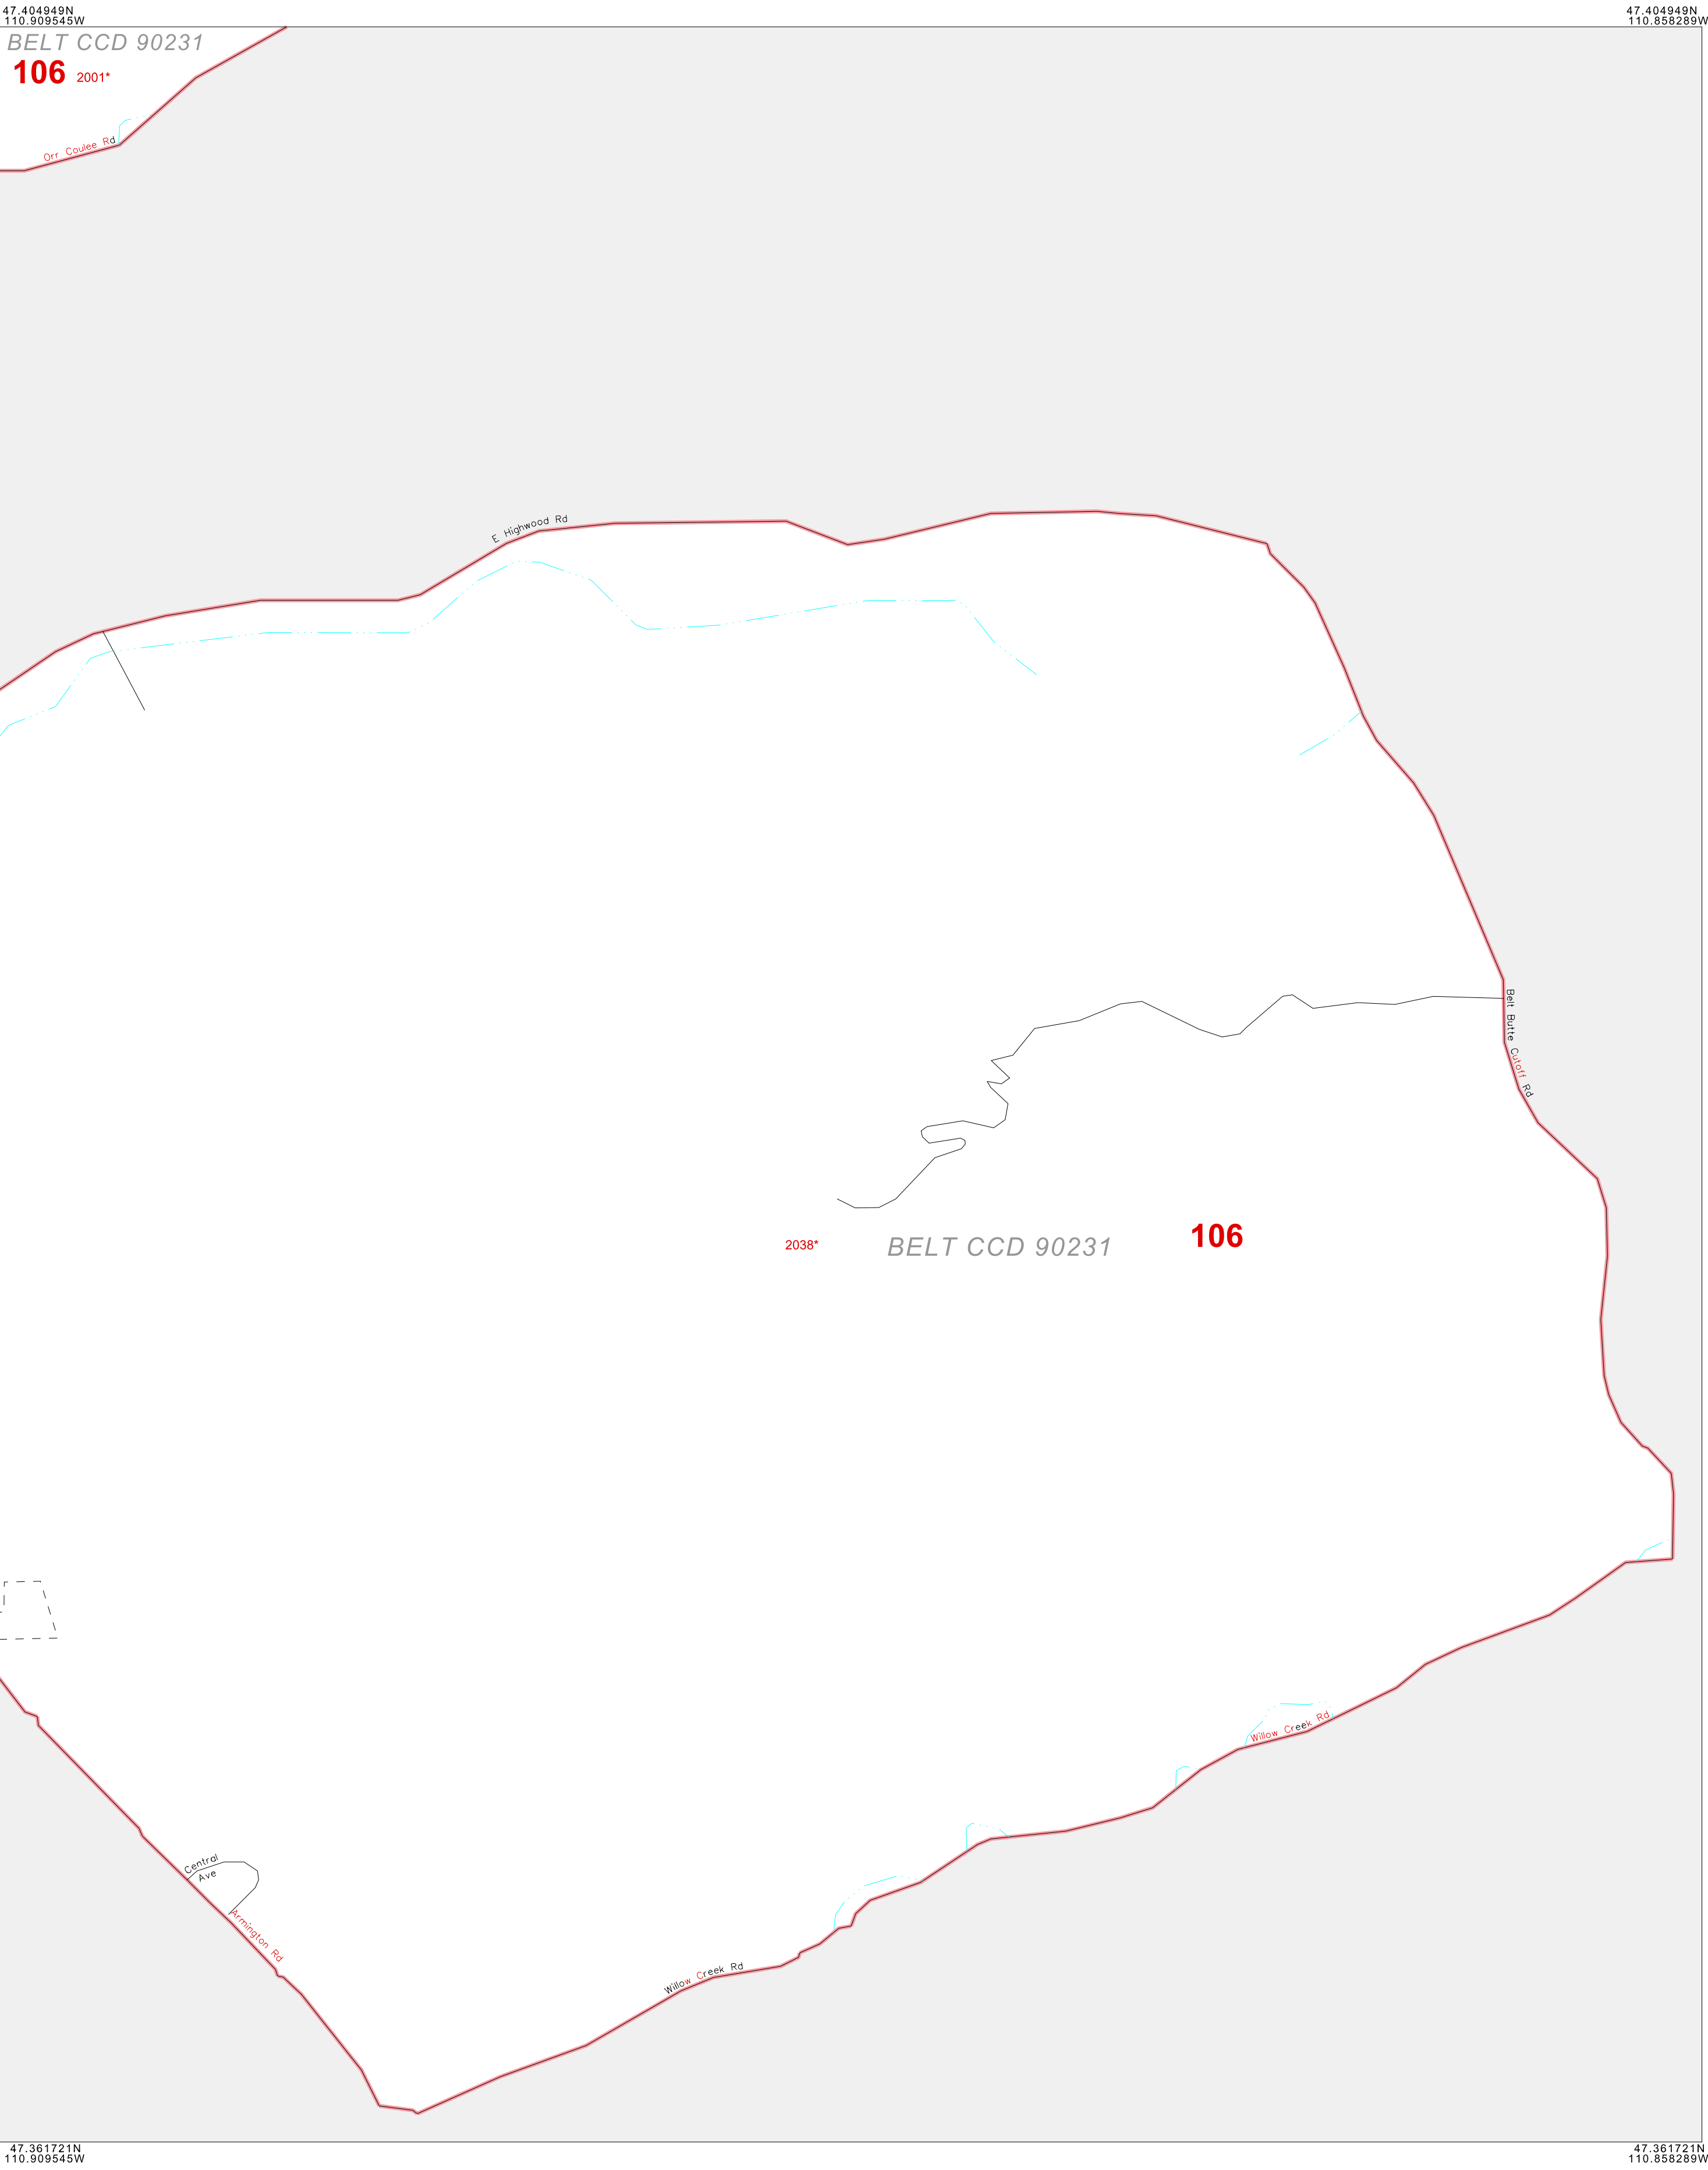 47.404949N
110.909545W
47.404949N
110.858289W
BELT CCD 90231
106 2001*
Orr Coulee Rd
E Highwood Rd
Belt Butte Cutoff Rd
2038* BELT CCD 90231 106
Willow Creek Rd
Central
Ave
Armington Rd
Willow Creek Rd
47.361721N
110.909545W
47.361721N
110.858289W